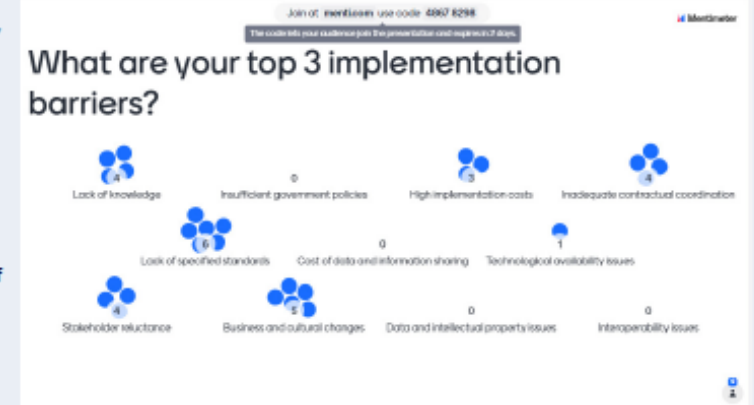 Join at menti.com use code 4867 8298
The code lets your audience join the presentation and expires in 2 days.
Mentimeter
What are your top 3 implementation
barriers?
4
0
3
4
Lack of knowledge
Insufficient government policies
High implementation costs
Inadequate contractual coordination
6
0
1
Lack of specified standards
Cost of data and information sharing
Technological availability issues
4
5
0
0
Stakeholder reluctance
Business and cultural changes
Data and intellectual property issues
Interoperability issues